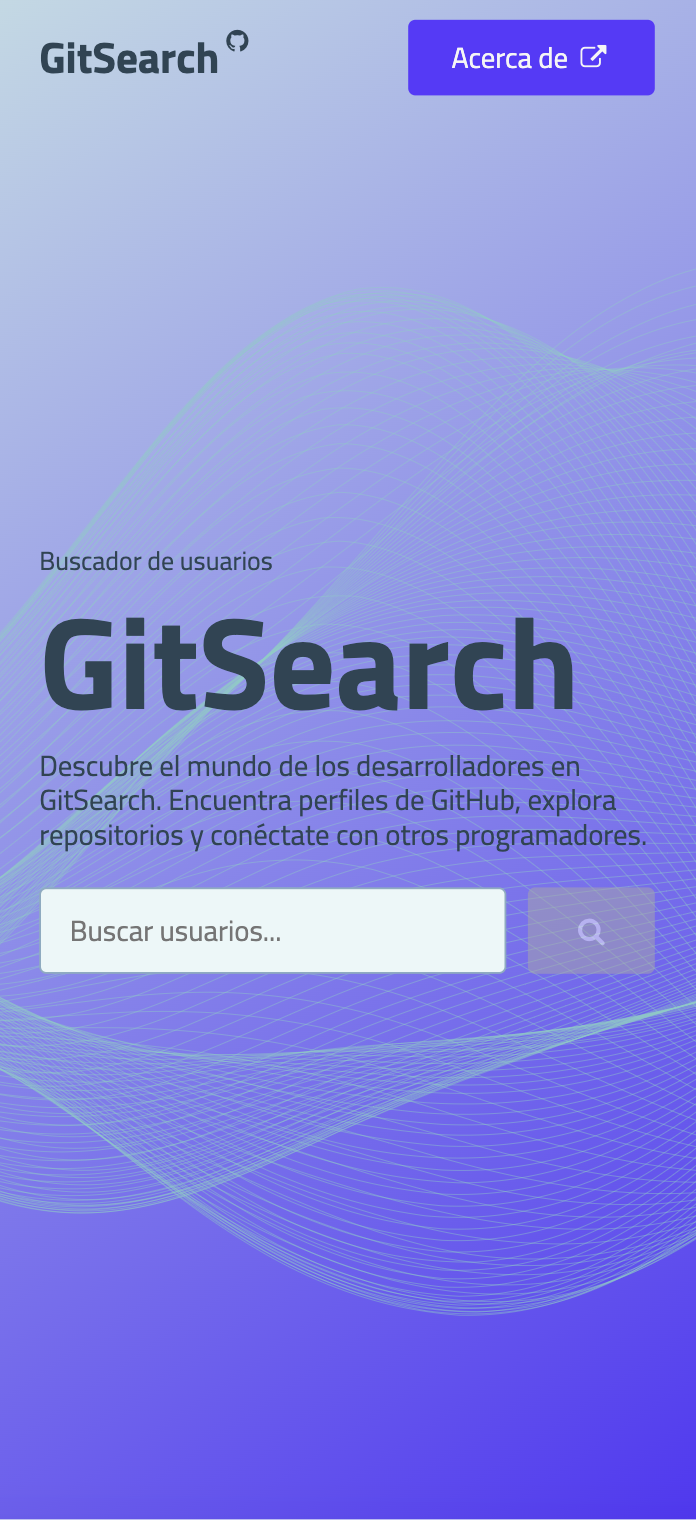 GitSearch
Acerca de
Buscador de usuarios
GitSearch
Descubre el mundo de los desarrolladores en
GitSearch. Encuentra perfiles de GitHub, explora
repositorios y conéctate con otros programadores.
Buscar usuarios...